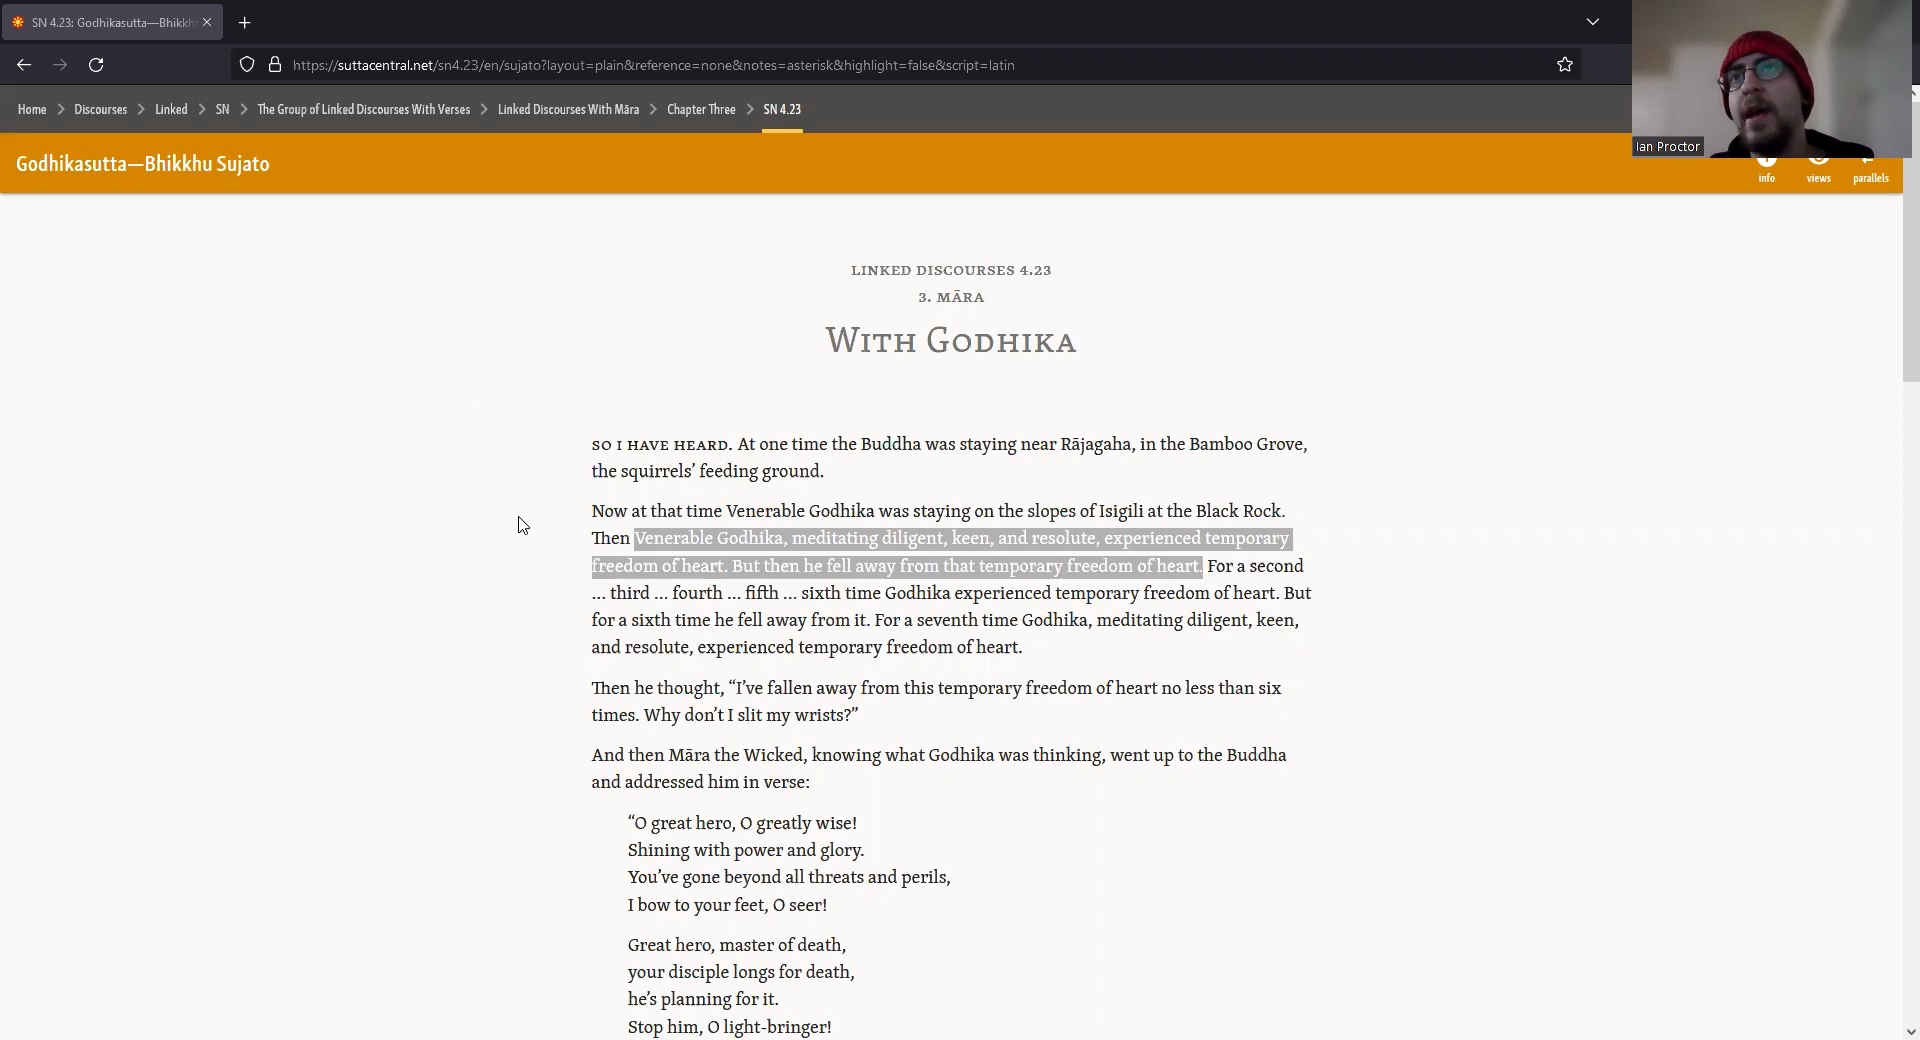 SN 4.23: Godhikasutta—Bhikkh
https://suttacentral.net/sn4.23/en/sujato?layout=plain&reference=none&notes=asterisk&highlight=false&script=latin
Home > Discourses > Linked > SN > The Group of Linked Discourses With Verses > Linked Discourses With Māra > Chapter Three > SN 4.23
Ian Proctor
Godhikasutta—Bhikkhu Sujato
info views parallels
LINKED DISCOURSES 4.23
3. MĀRA
WITH GODHIKA
SO I HAVE HEARD. At one time the Buddha was staying near Rājagaha, in the Bamboo Grove,
the squirrels’ feeding ground.
Now at that time Venerable Godhika was staying on the slopes of Isigili at the Black Rock.
Then Venerable Godhika, meditating diligent, keen, and resolute, experienced temporary
freedom of heart. But then he fell away from that temporary freedom of heart. For a second
… third … fourth … fifth … sixth time Godhika experienced temporary freedom of heart. But
for a sixth time he fell away from it. For a seventh time Godhika, meditating diligent, keen,
and resolute, experienced temporary freedom of heart.
Then he thought, “I’ve fallen away from this temporary freedom of heart no less than six
times. Why don’t I slit my wrists?”
And then Māra the Wicked, knowing what Godhika was thinking, went up to the Buddha
and addressed him in verse:
“O great hero, O greatly wise!
Shining with power and glory.
You’ve gone beyond all threats and perils,
I bow to your feet, O seer!
Great hero, master of death,
your disciple longs for death,
he’s planning for it.
Stop him, O light-bringer!